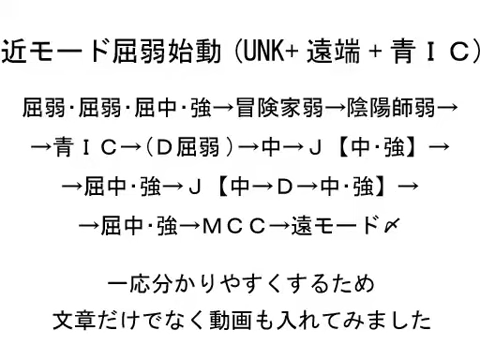 近モード屈弱始動(UNK+遠端+青ＩＣ)
屈弱・屈弱・屈中・強→冒険家弱→陰陽師弱→
→青ＩＣ→(Ｄ屈弱)→中→Ｊ【中・強】→
→屈中・強→Ｊ【中→Ｄ→中・強】→
→屈中・強→ＭＣＣ→遠モード〆
一応分かりやすくするため
文章だけでなく動画も入れてみました